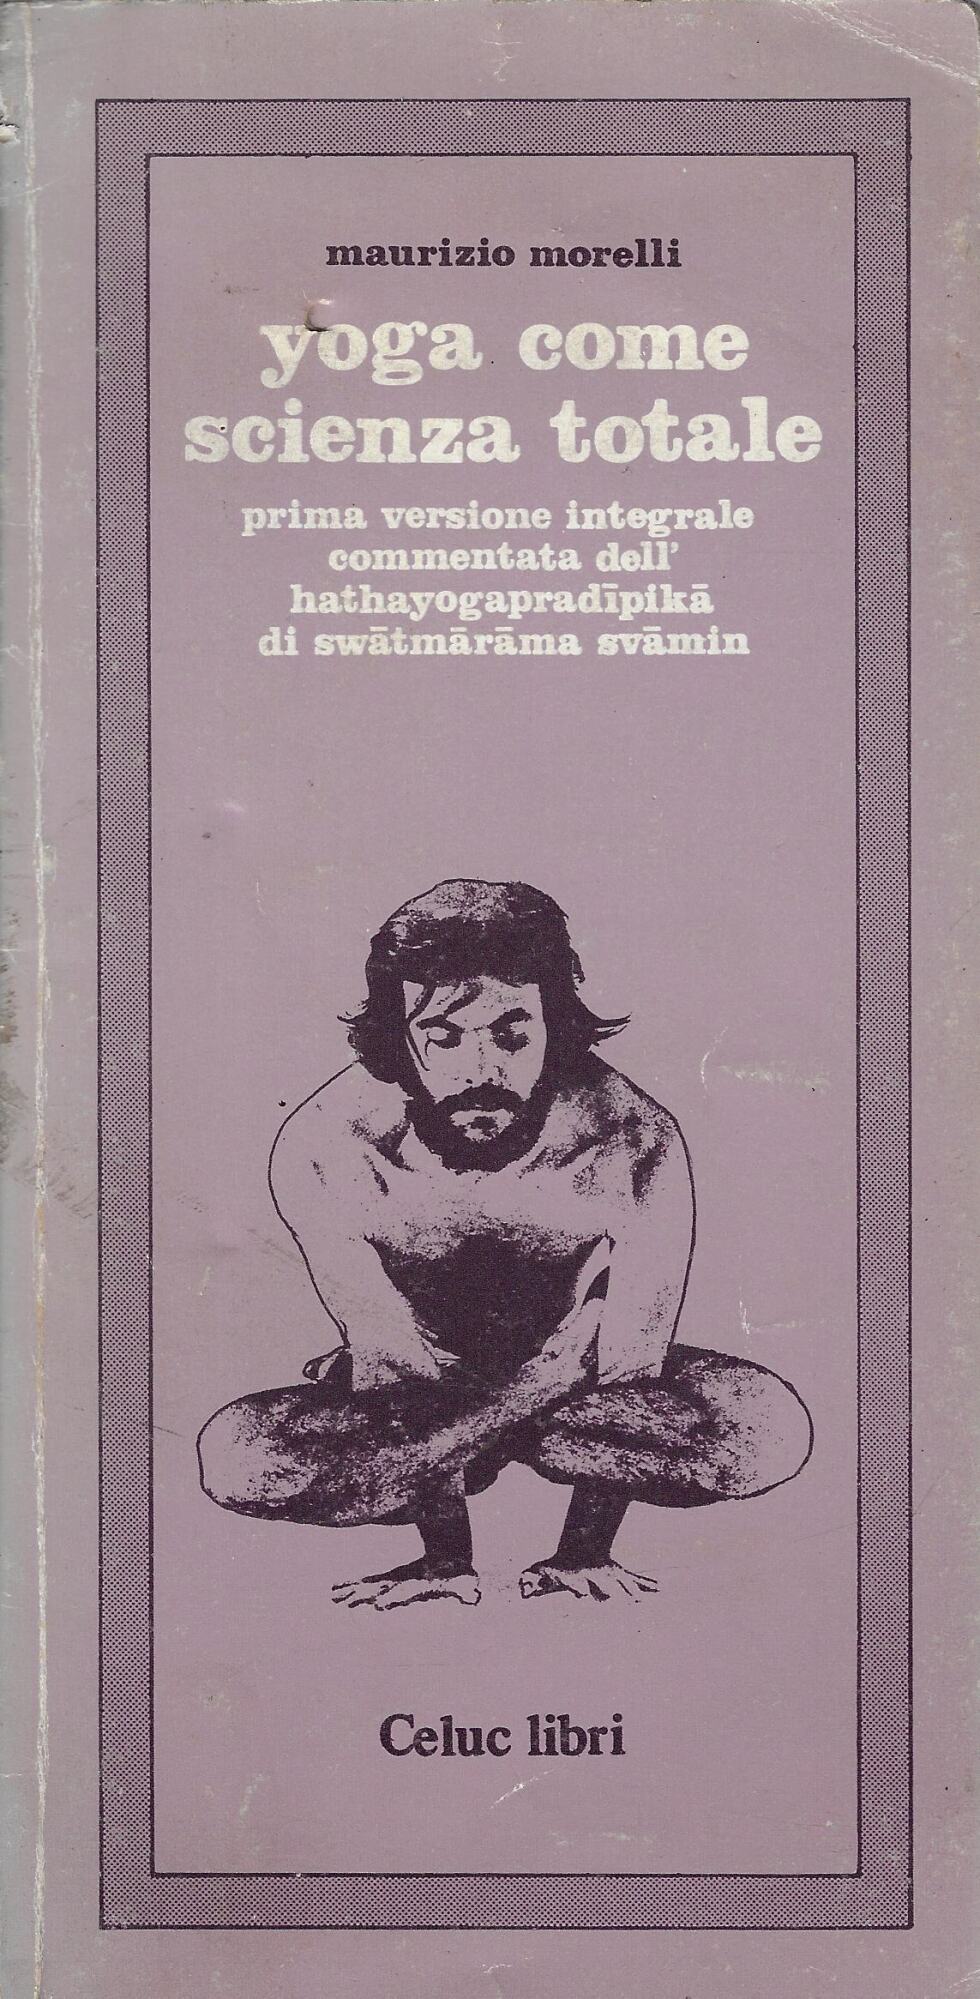 maurizio morelli
yoga come
scienza totale
prima versione integrale
commentata dell'
hathayogapradīpikā
di swātmārāma svāmin
Celuc libri